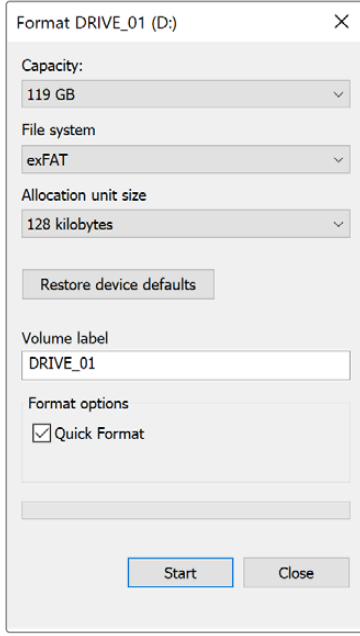 Format DRIVE_01 (D:)
Capacity:
119 GB
File system
exFAT
Allocation unit size
128 kilobytes
Restore device defaults
Volume label
DRIVE_01
Format options
Quick Format
Start Close